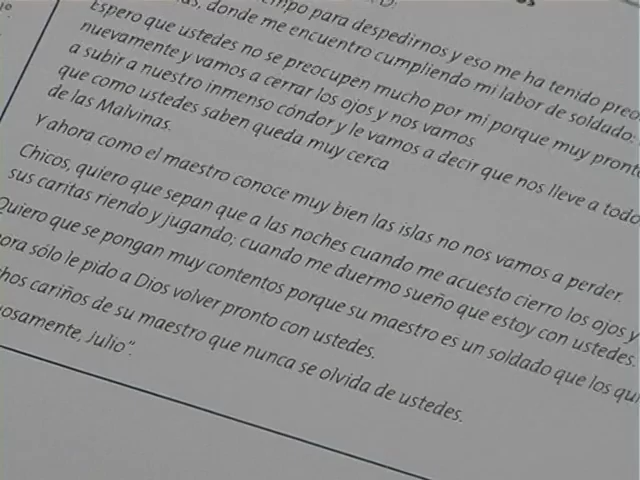 tiempo para despedirnos y eso me ha tenido
donde me encuentro cumpliendo mi labor de soldado.
Espero que ustedes no se preocupen mucho por mi porque muy
nuevamente y vamos a cerrar los ojos y nos vamos
a subir a nuestro inmenso cóndor y le vamos a decir que nos lleve a todo
que como ustedes saben queda muy cerca
de las Malvinas.
Y ahora como el maestro conoce muy bien las islas no nos vamos a perder.
Chicos, quiero que sepan que a las noches cuando me acuesto cierro los ojos y
sus caritas riendo y jugando; cuando me duermo sueño que estoy con ustedes.
Quiero que se pongan muy contentos porque su maestro es un soldado que los
sólo le pido a Dios volver pronto con ustedes.
cariños de su maestro que nunca se olvida de ustedes.
Julio".